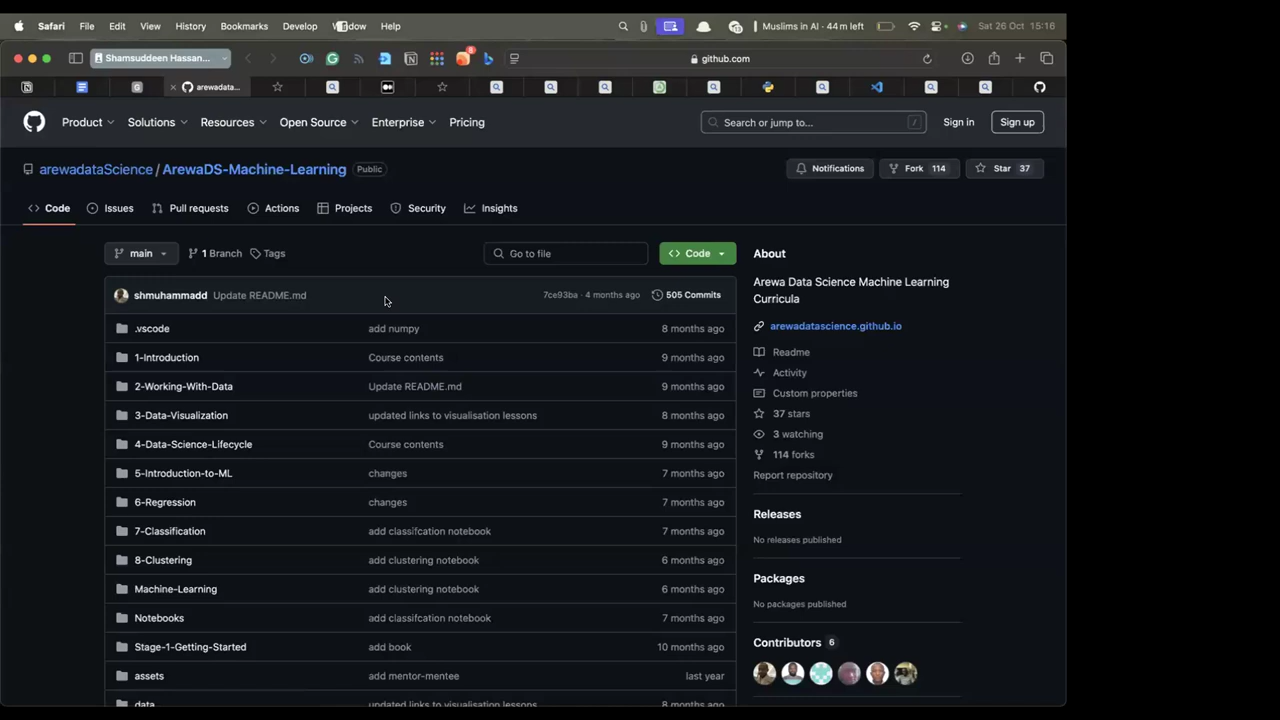 Safari File Edit View History Bookmarks Develop Window Help Muslims in AI · 44 m left Sat 26 Oct 15:16
Shamsuddeen Hassan... github.com
arewadata...
Product Solutions Resources Open Source Enterprise Pricing Search or jump to... / Sign in Sign up
arewadataScience / ArewaDS-Machine-Learning Public Notifications Fork 114 Star 37
Code Issues Pull requests Actions Projects Security Insights
main 1 Branch Tags Go to file Code
shmuhammadd Update README.md 7ce93ba · 4 months ago 505 Commits
.vscode add numpy 8 months ago
1-Introduction Course contents 9 months ago
2-Working-With-Data Update README.md 9 months ago
3-Data-Visualization updated links to visualisation lessons 8 months ago
4-Data-Science-Lifecycle Course contents 9 months ago
5-Introduction-to-ML changes 7 months ago
6-Regression changes 7 months ago
7-Classification add classifcation notebook 7 months ago
8-Clustering add clustering notebook 6 months ago
Machine-Learning add clustering notebook 6 months ago
Notebooks add classifcation notebook 7 months ago
Stage-1-Getting-Started add book 10 months ago
assets add mentor-mentee last year
data updated links to visualisation lessons 8 months ago
About
Arewa Data Science Machine Learning
Curricula
arewadatascience.github.io
Readme
Activity
Custom properties
37 stars
3 watching
114 forks
Report repository
Releases
No releases published
Packages
No packages published
Contributors 6